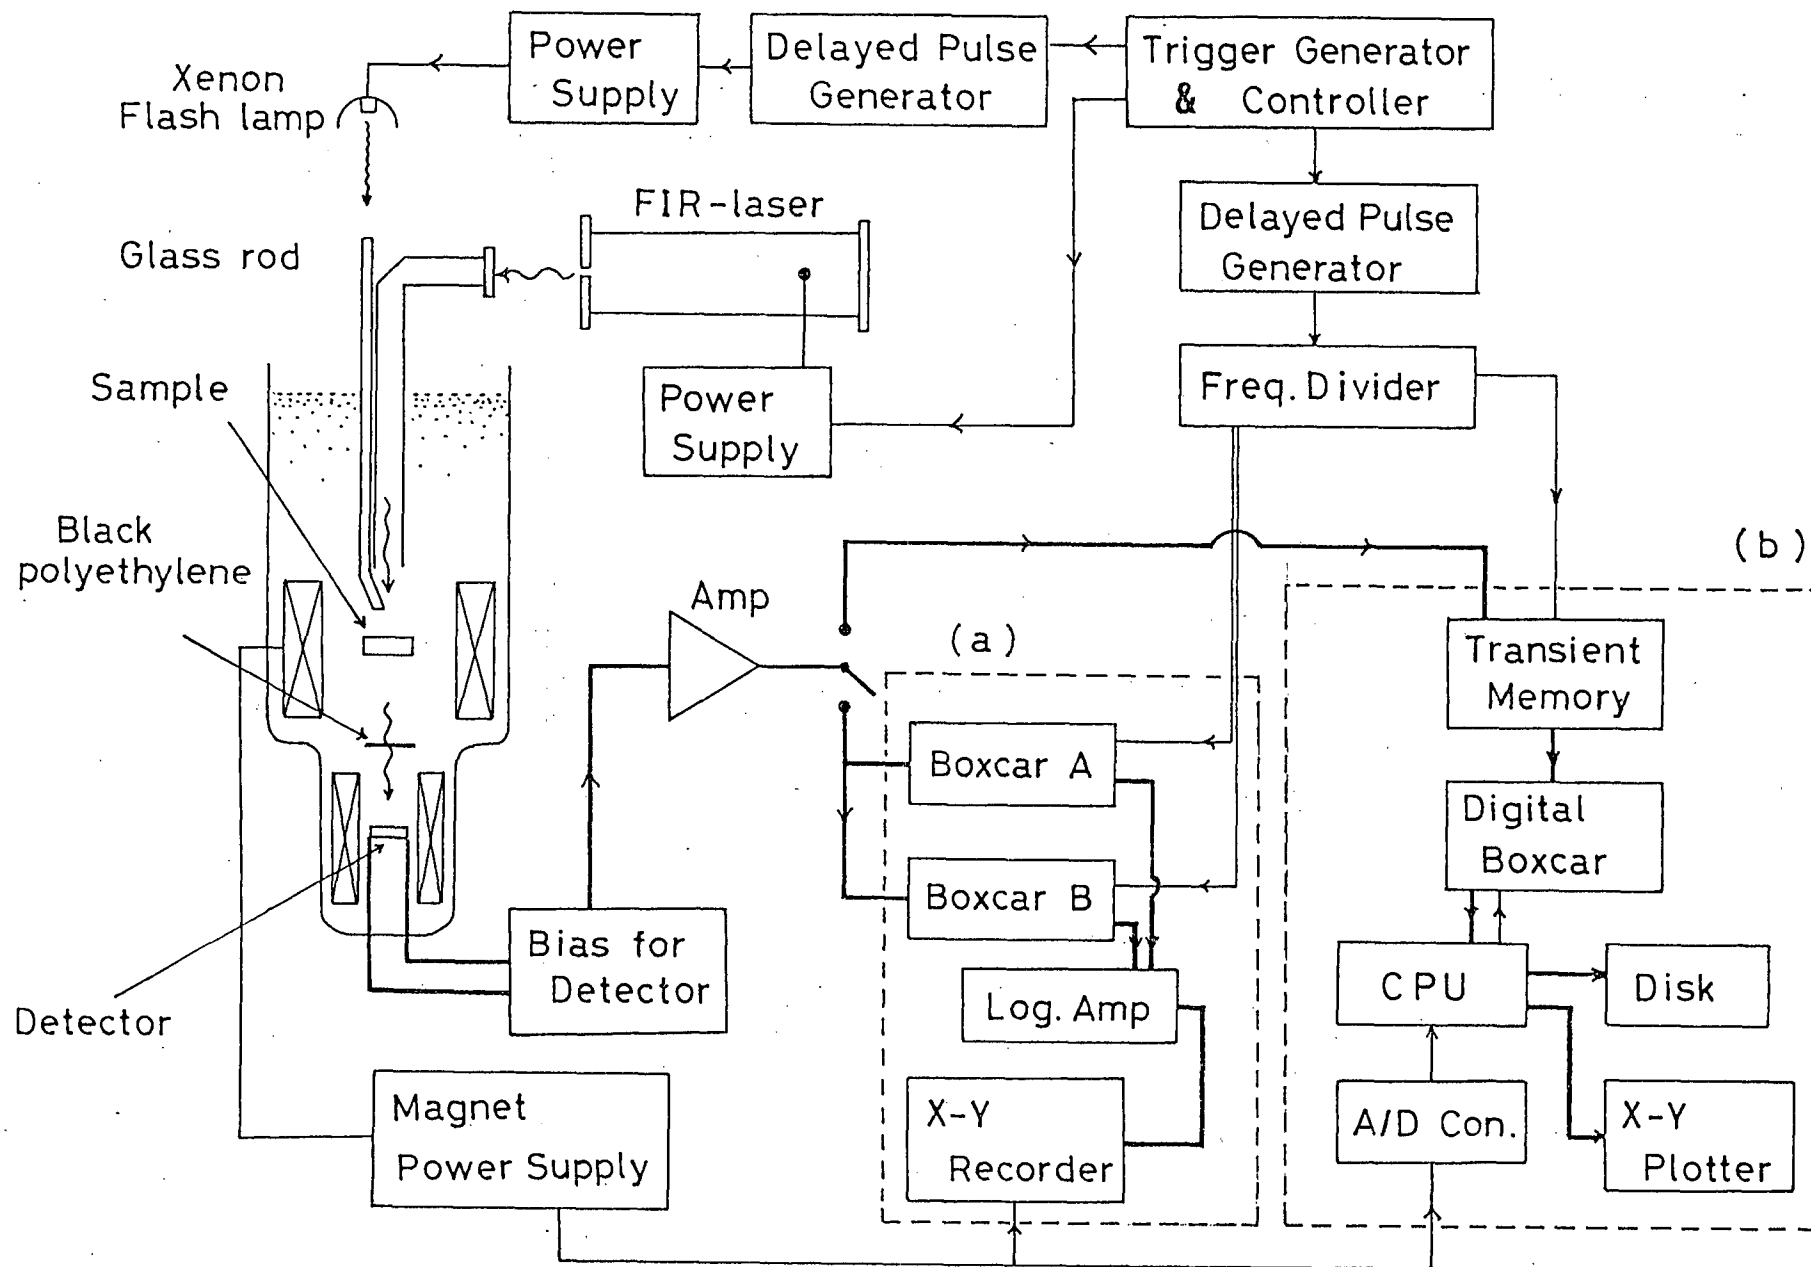 Power
Supply
Delayed Pulse
Generator
Trigger Generator
& Controller
Xenon
Flash lamp
FIR-laser
Delayed Pulse
Generator
Glass rod
Sample
Power
Supply
Freq. Divider
Black
polyethylene
(b)
Amp
(a)
Transient
Memory
Boxcar A
Digital
Boxcar
Boxcar B
Bias for
Detector
Detector
Log. Amp
CPU
Disk
Magnet
Power Supply
X-Y
Recorder
A/D Con.
X-Y
Plotter